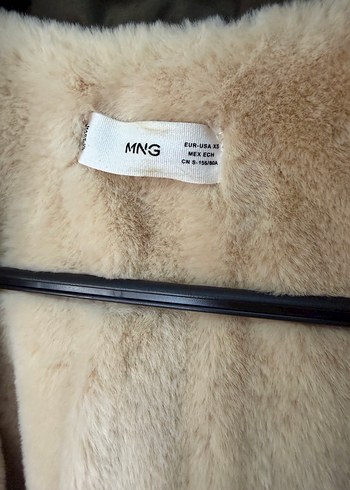 MNG
EUR-USA XS
MEX ECH
CN S-155/80A